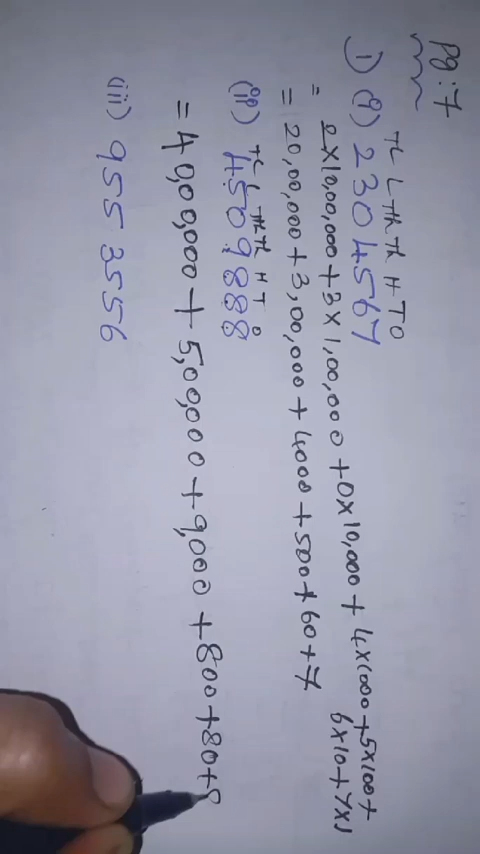 pg:7
TL L TTh Th H T O
1) (i) 2304567
= 2×10,00,000 + 3×1,00,000 + 0×10,000 + 4×1000 + 5×100 +
6×10 + 7×1
= 20,00,000 + 3,00,000 + 4000 + 500 + 60 + 7
TL L TTh Th H T O
(ii) 4509888
= 40,00,000 + 5,00,000 + 9,000 + 800 + 80 + 8
(iii) 9553556